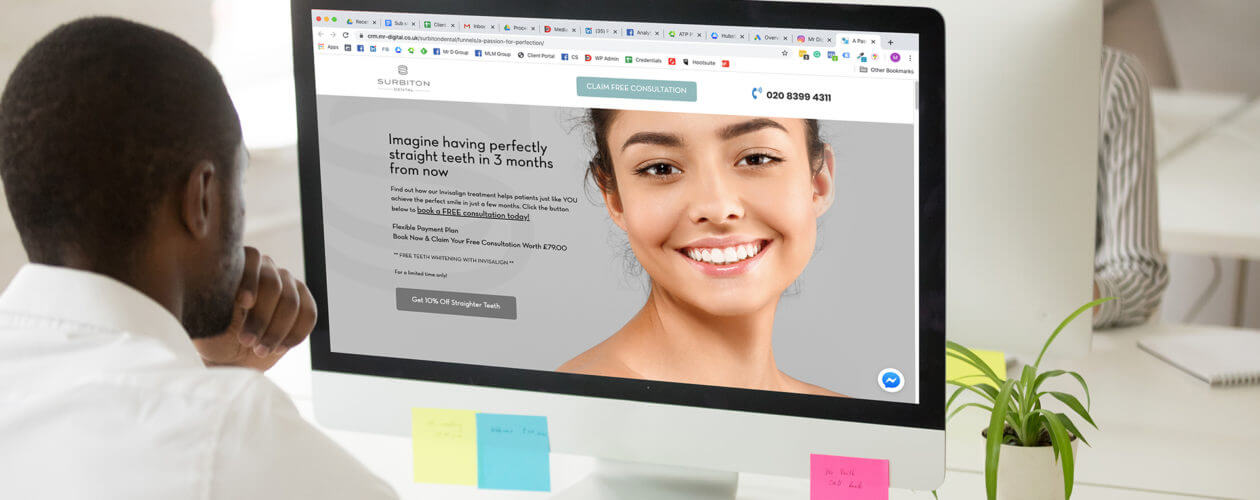 Recei
Sub s
Client
Inbox
Proce
Medi
(35) F
Analy
ATP F
Hubs
Overv
Mr Di
A Pas
crm.mr-digital.co.uk/surbitondental/funnels/a-passion-for-perfection/
Apps
FB
Mr D Group
MLM Group
Client Portal
CS
WP Admin
Credentials
Hootsuite
Other Bookmarks
SURBITON
DENTAL
CLAIM FREE CONSULTATION
020 8399 4311
Imagine having perfectly
straight teeth in 3 months
from now
Find out how our Invisalign treatment helps patients just like YOU
achieve the perfect smile in just a few months. Click the button
below to book a FREE consultation today!
Flexible Payment Plan
Book Now & Claim Your Free Consultation Worth £79.00
** FREE TEETH WHITENING WITH INVISALIGN **
For a limited time only!
Get 10% Off Straighter Teeth
call back